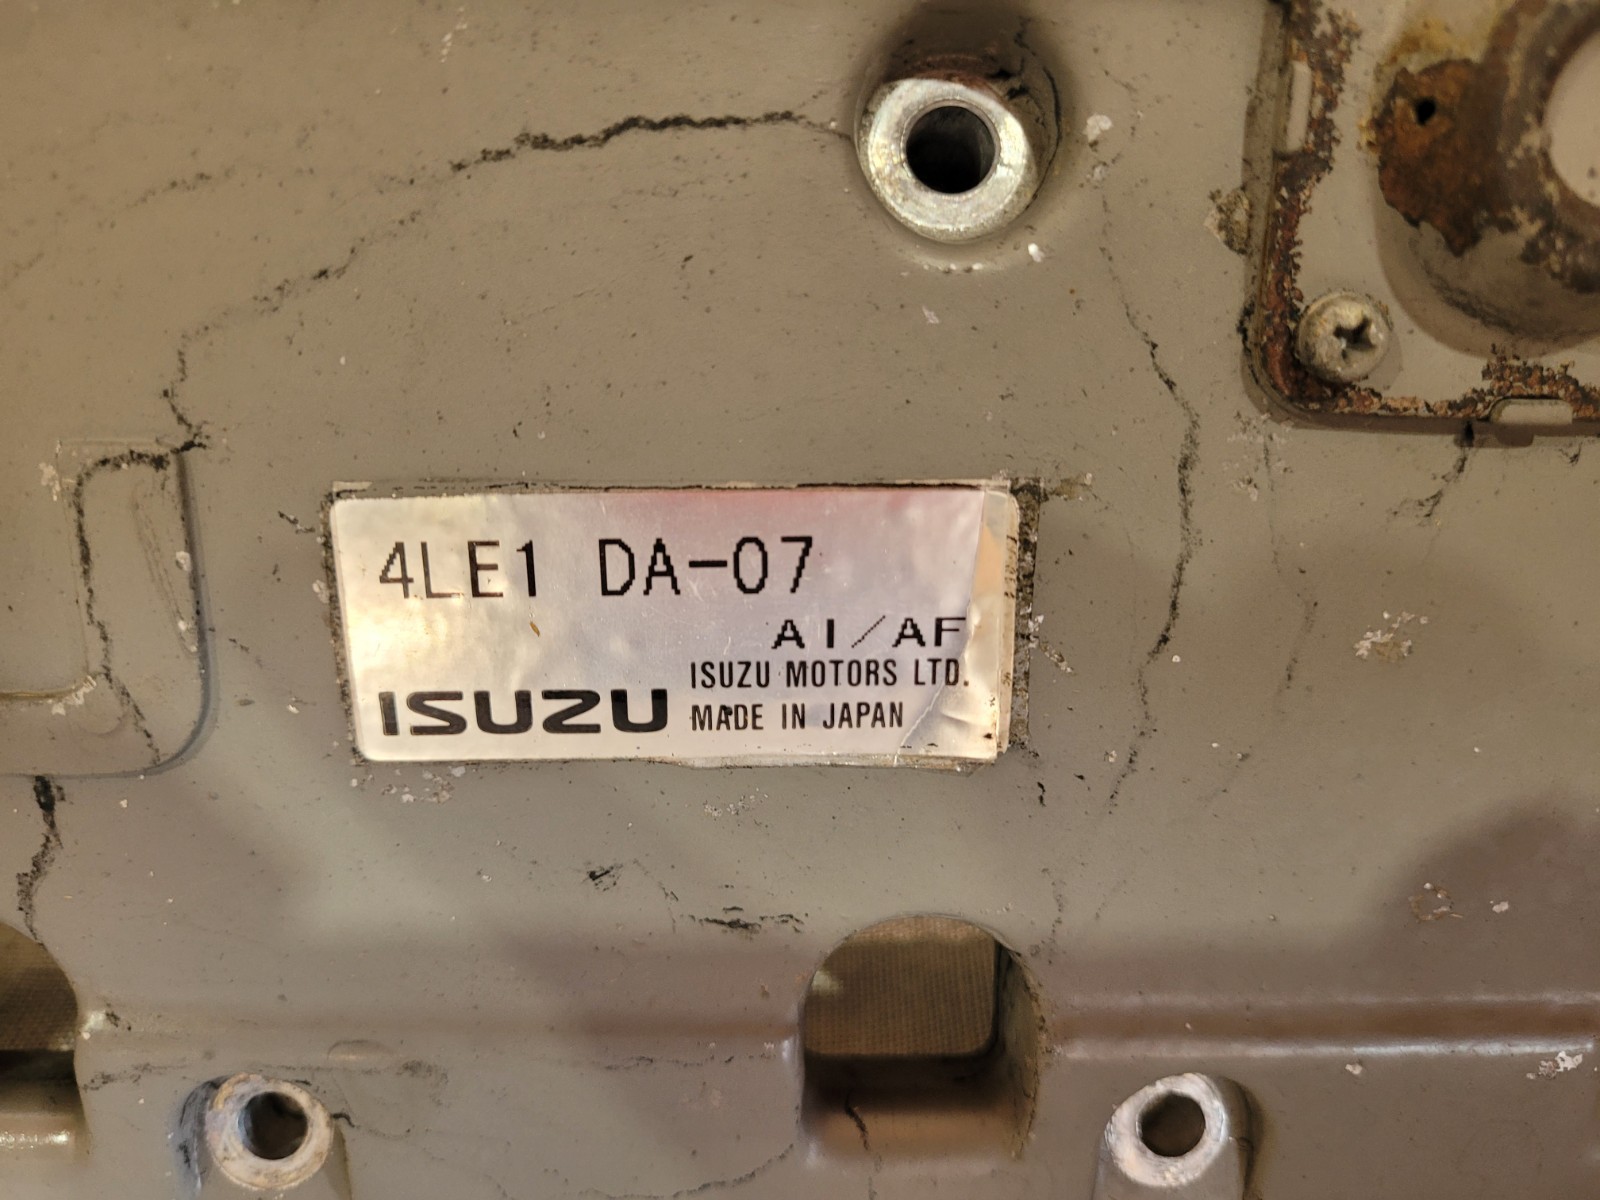 4LE1 DA-07
AI/AF
ISUZU MOTORS LTD.
ISUZU MADE IN JAPAN